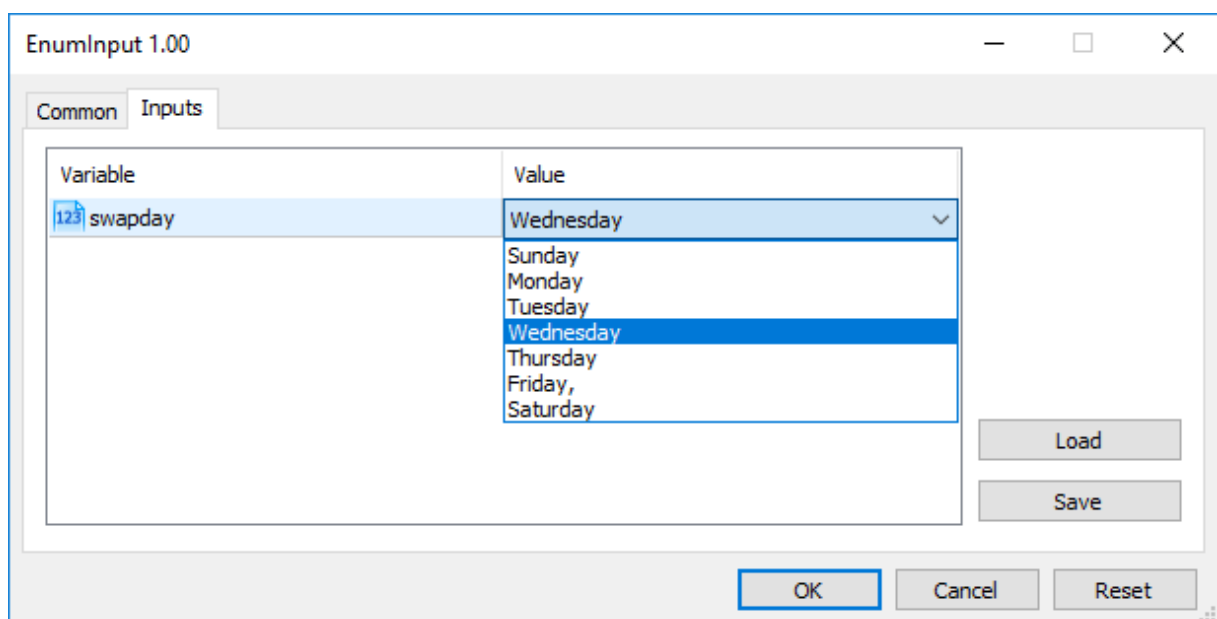 EnumInput 1.00
Common Inputs
Variable Value
123 swapday Wednesday
Sunday
Monday
Tuesday
Wednesday
Thursday
Friday,
Saturday
Load
Save
OK Cancel Reset